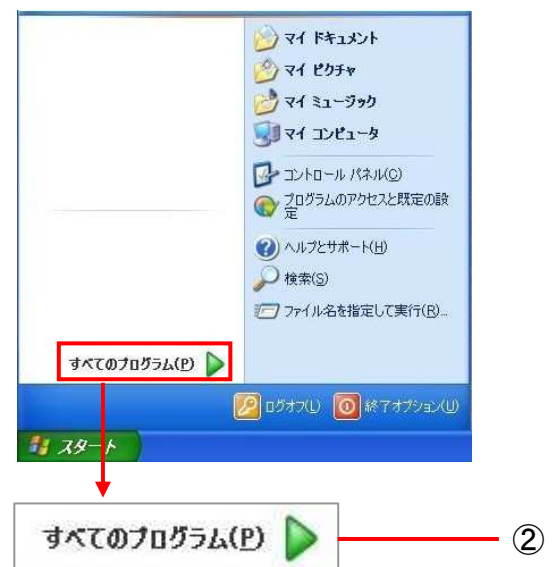 マイ ドキュメント
マイ ピクチャ
マイ ミュージック
マイ コンピュータ
コントロール パネル(C)
プログラムのアクセスと既定の設
定
ヘルプとサポート(H)
検索(S)
ファイル名を指定して実行(R)...
すべてのプログラム(P)
ログオフ(L) 終了オプション(U)
スタート
すべてのプログラム(P) ②